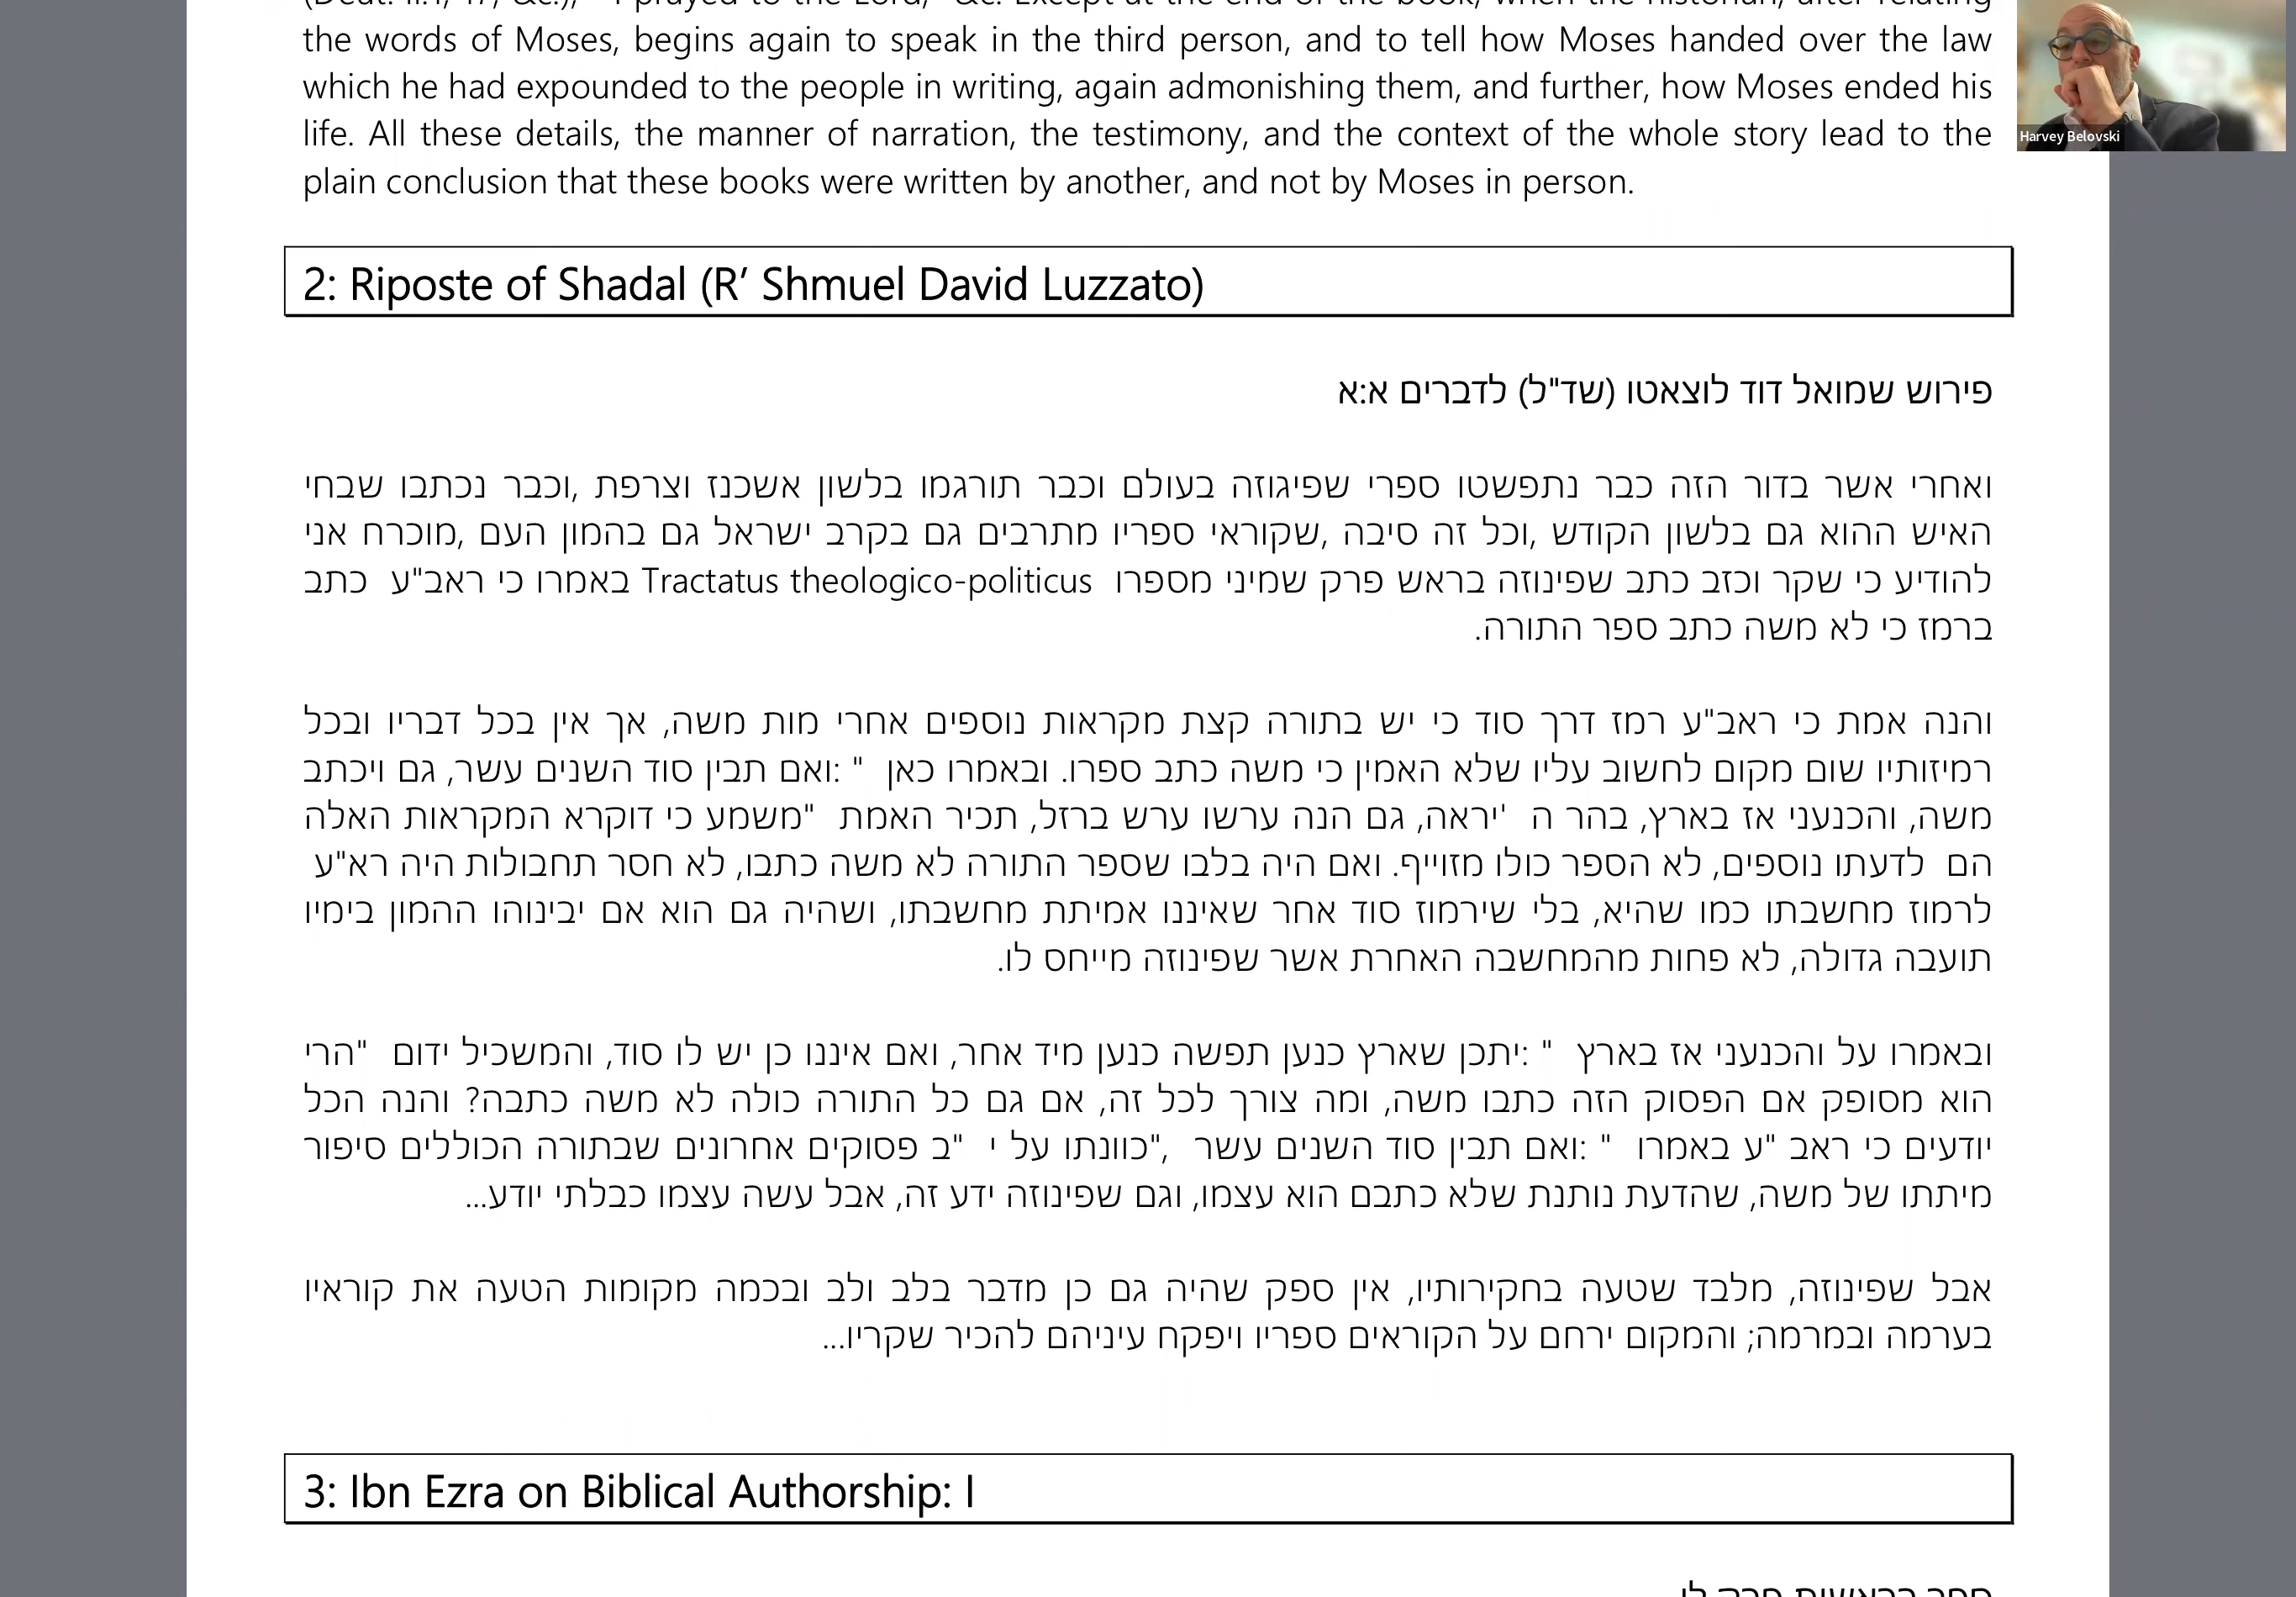 the words of Moses, begins again to speak in the third person, and to tell how Moses handed over the law
which he had expounded to the people in writing, again admonishing them, and further, how Moses ended his
life. All these details, the manner of narration, the testimony, and the context of the whole story lead to the
plain conclusion that these books were written by another, and not by Moses in person.
Harvey Belovski
2: Riposte of Shadal (R’ Shmuel David Luzzato)
פירוש שמואל דוד לוצאטו (שד"ל) לדברים א:א
ואחרי אשר בדור הזה כבר נתפשטו ספרי שפיגוזה בעולם וכבר תורגמו בלשון אשכנז וצרפת ,וכבר נכתבו שבחי
האיש ההוא גם בלשון הקודש ,וכל זה סיבה ,שקוראי ספריו מתרבים גם בקרב ישראל גם בהמון העם ,מוכרח אני
להודיע כי שקר וכזב כתב שפינוזה בראש פרק שמיני מספרו Tractatus theologico-politicus באמרו כי ראב"ע כתב
ברמז כי לא משה כתב ספר התורה.
והנה אמת כי ראב"ע רמז דרך סוד כי יש בתורה קצת מקראות נוספים אחרי מות משה, אך אין בכל דבריו ובכל
רמיזותיו שום מקום לחשוב עליו שלא האמין כי משה כתב ספרו. ובאמרו כאן " :ואם תבין סוד השנים עשר, גם ויכתב
משה, והכנעני אז בארץ, בהר ה 'יראה, גם הנה ערשו ערש ברזל, תכיר האמת "משמע כי דוקרא המקראות האלה
הם לדעתו נוספים, לא הספר כולו מזוייף. ואם היה בלבו שספר התורה לא משה כתבו, לא חסר תחבולות היה רא"ע
לרמוז מחשבתו כמו שהיא, בלי שירמוז סוד אחר שאיננו אמיתת מחשבתו, ושהיה גם הוא אם יבינוהו ההמון בימיו
תועבה גדולה, לא פחות מהמחשבה האחרת אשר שפינוזה מייחס לו.
ובאמרו על והכנעני אז בארץ " :יתכן שארץ כנען תפשה כנען מיד אחר, ואם איננו כן יש לו סוד, והמשכיל ידום "הרי
הוא מסופק אם הפסוק הזה כתבו משה, ומה צורך לכל זה, אם גם כל התורה כולה לא משה כתבה? והנה הכל
יודעים כי ראב "ע באמרו " :ואם תבין סוד השנים עשר ,"כוונתו על י "ב פסוקים אחרונים שבתורה הכוללים סיפור
מיתתו של משה, שהדעת נותנת שלא כתבם הוא עצמו, וגם שפינוזה ידע זה, אבל עשה עצמו כבלתי יודע...
אבל שפינוזה, מלבד שטעה בחקירותיו, אין ספק שהיה גם כן מדבר בלב ולב ובכמה מקומות הטעה את קוראיו
בערמה ובמרמה; והמקום ירחם על הקוראים ספריו ויפקח עיניהם להכיר שקריו...
3: Ibn Ezra on Biblical Authorship: I